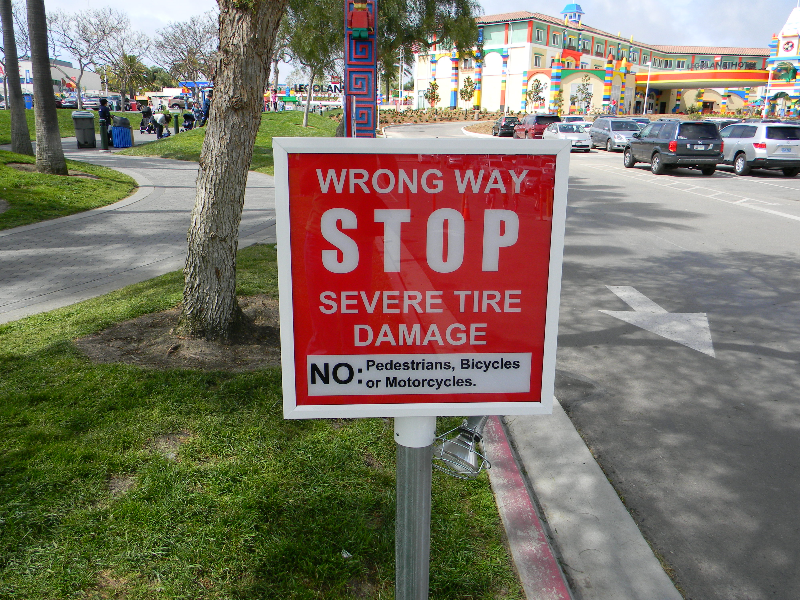 LEGOLAND
WRONG WAY
STOP
SEVERE TIRE
DAMAGE
NO: Pedestrians, Bicycles
or Motorcycles.